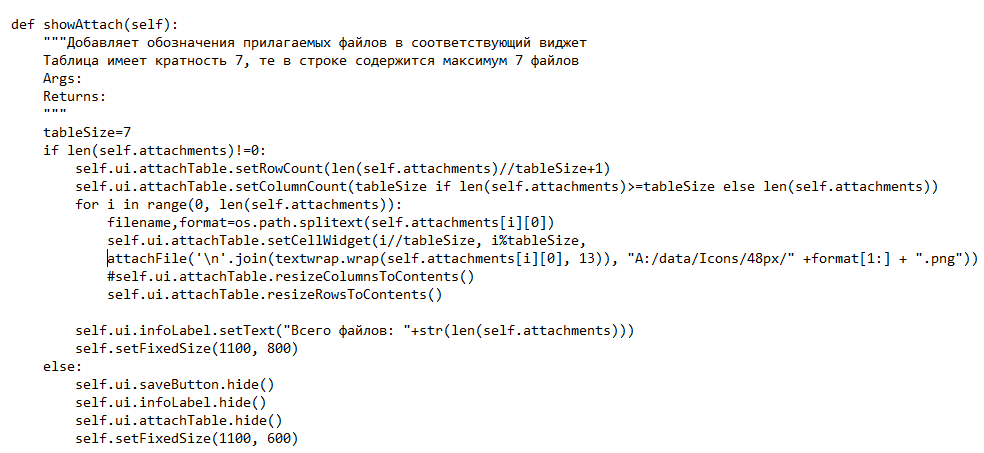 def showAttach(self):
    """Добавляет обозначения прилагаемых файлов в соответствующий виджет
    Таблица имеет кратность 7, те в строке содержится максимум 7 файлов
    Args:
    Returns:
    """
    tableSize=7
    if len(self.attachments)!=0:
        self.ui.attachTable.setRowCount(len(self.attachments)//tableSize+1)
        self.ui.attachTable.setColumnCount(tableSize if len(self.attachments)>=tableSize else len(self.attachments))
        for i in range(0, len(self.attachments)):
            filename,format=os.path.splitext(self.attachments[i][0])
            self.ui.attachTable.setCellWidget(i//tableSize, i%tableSize,
            attachFile('\n'.join(textwrap.wrap(self.attachments[i][0], 13)), "A:/data/Icons/48px/" +format[1:] + ".png"))
            #self.ui.attachTable.resizeColumnsToContents()
            self.ui.attachTable.resizeRowsToContents()

        self.ui.infoLabel.setText("Всего файлов: "+str(len(self.attachments)))
        self.setFixedSize(1100, 800)
    else:
        self.ui.saveButton.hide()
        self.ui.infoLabel.hide()
        self.ui.attachTable.hide()
        self.setFixedSize(1100, 600)